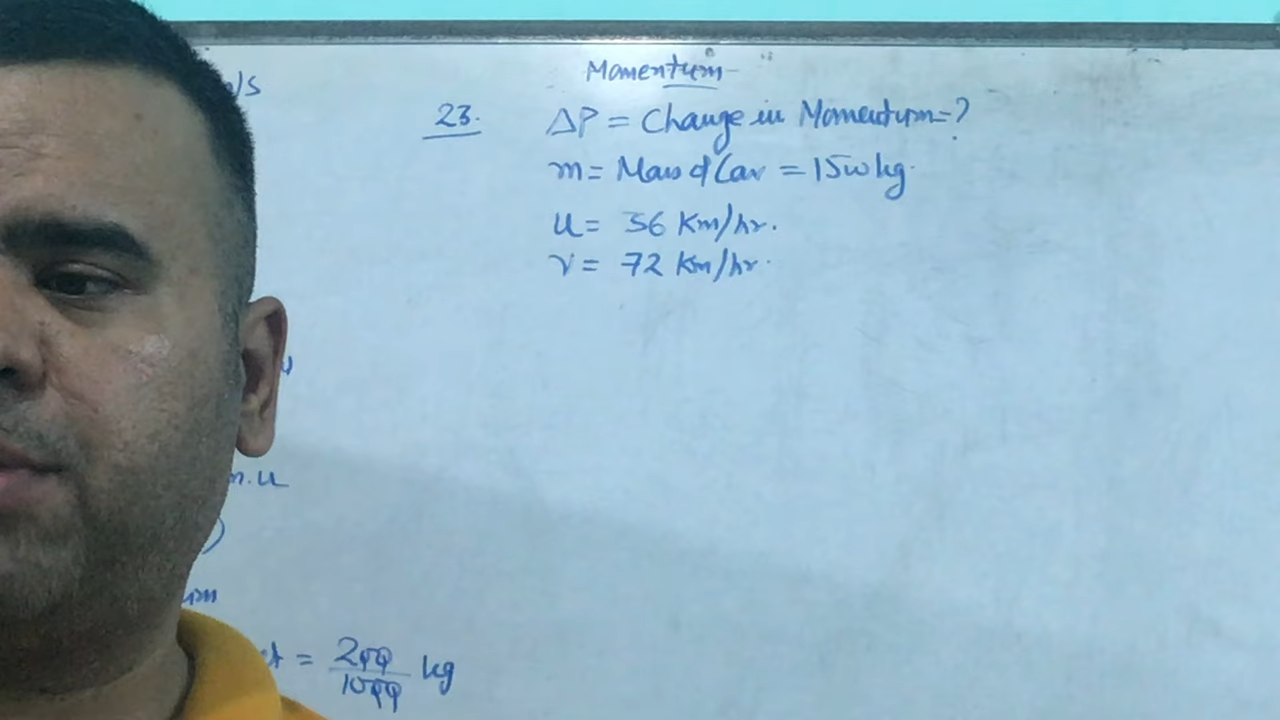 Momentum
/s
23. ΔP = Change in Momentum = ?
m = Mass of Car = 1500 kg.
u = 36 Km/hr.
v = 72 Km/hr.
m.u
)
= 200/1000 kg